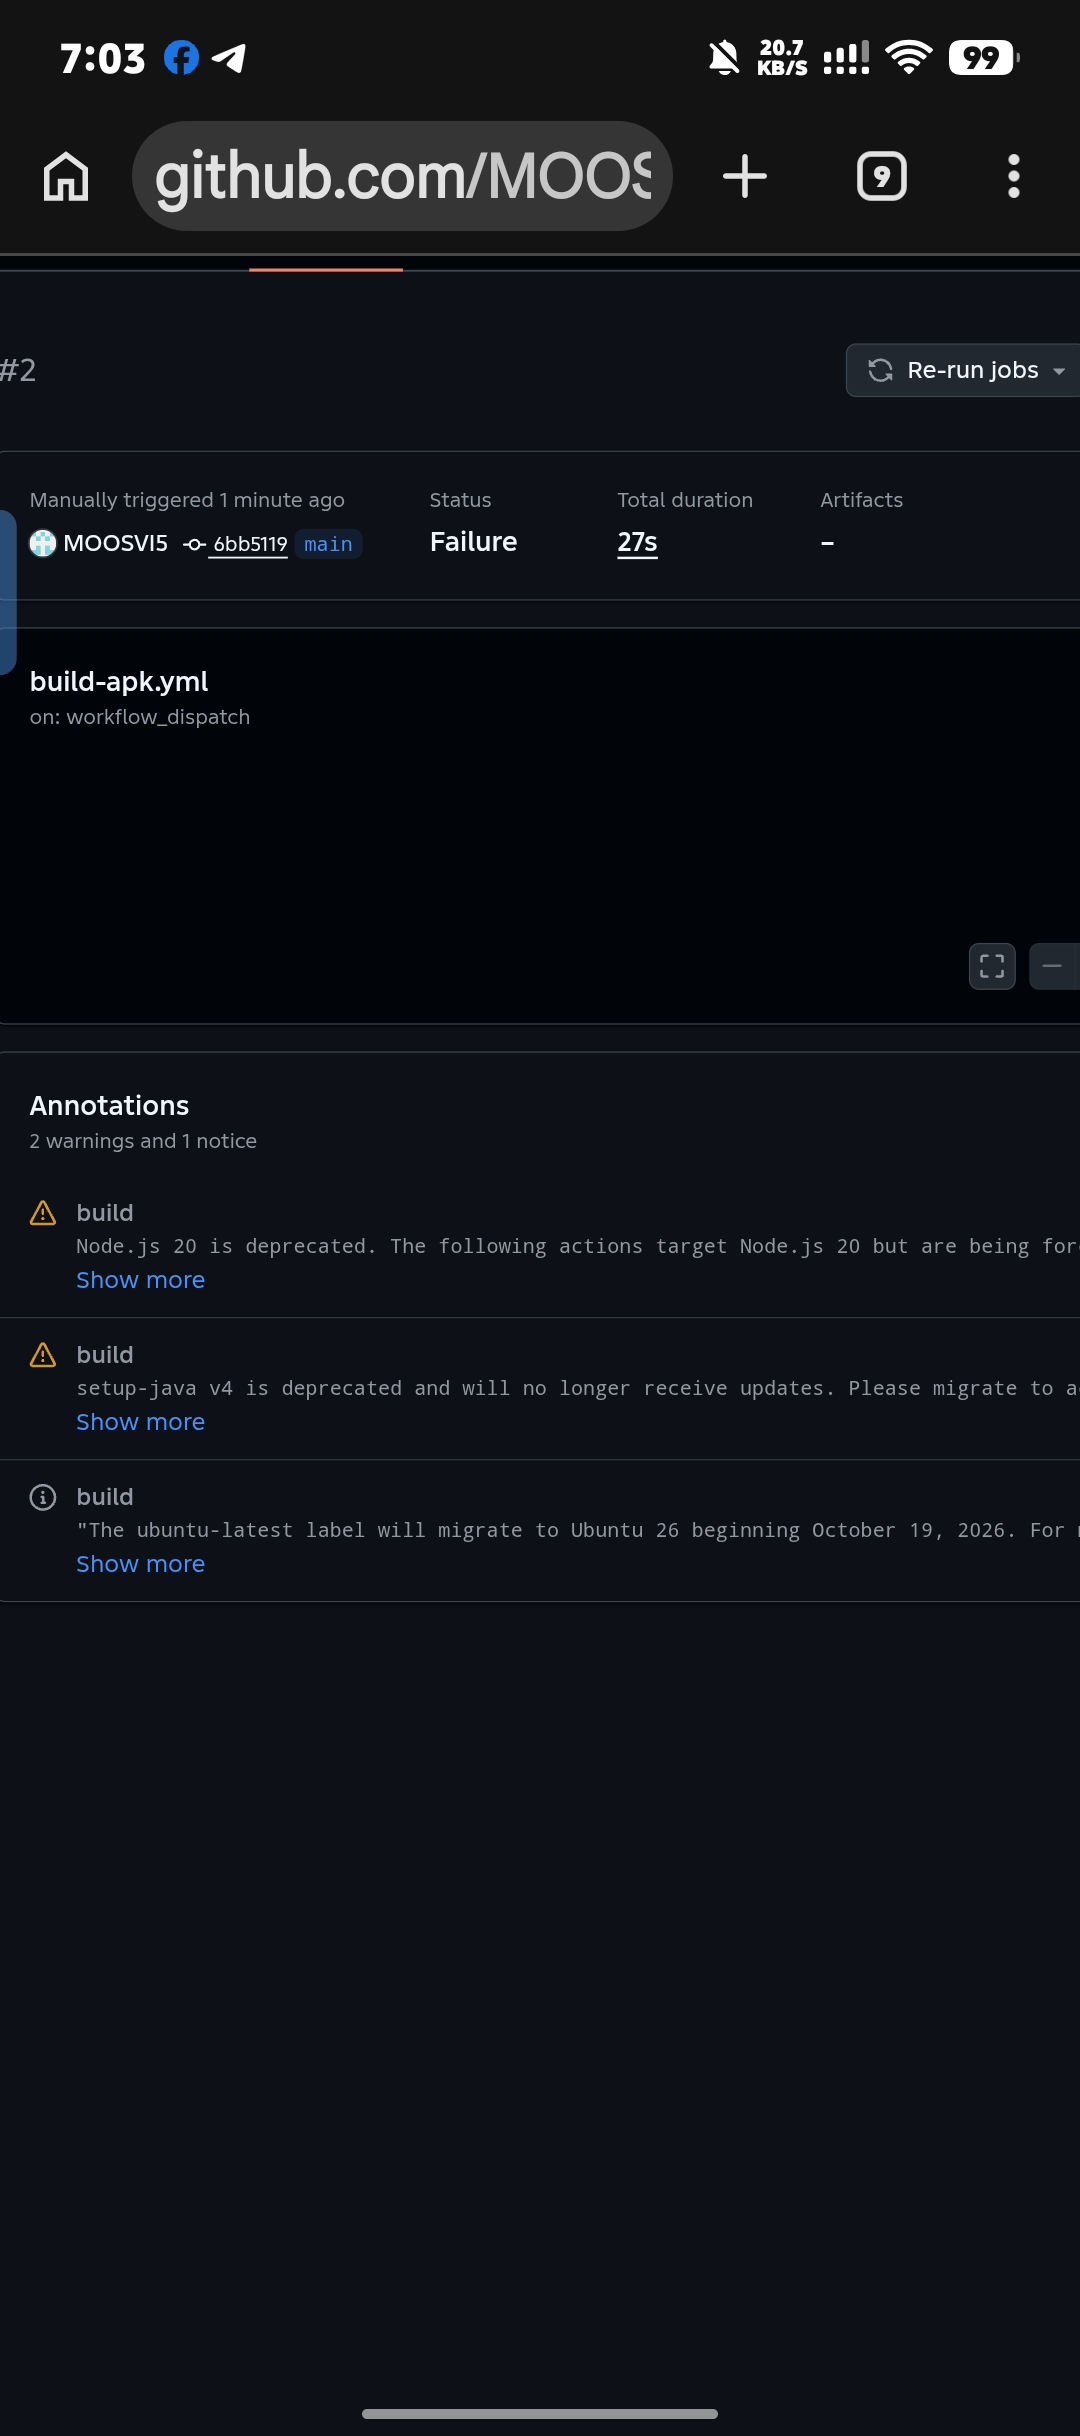 7:03
20.7
KB/S
99
github.com/MOOS
9
#2
Re-run jobs
Manually triggered 1 minute ago
Status
Total duration
Artifacts
MOOSVI5
6bb5119
main
Failure
27s
–
build-apk.yml
on: workflow_dispatch
Annotations
2 warnings and 1 notice
build
Node.js 20 is deprecated. The following actions target Node.js 20 but are being for
Show more
build
setup-java v4 is deprecated and will no longer receive updates. Please migrate to a
Show more
build
"The ubuntu-latest label will migrate to Ubuntu 26 beginning October 19, 2026. For
Show more